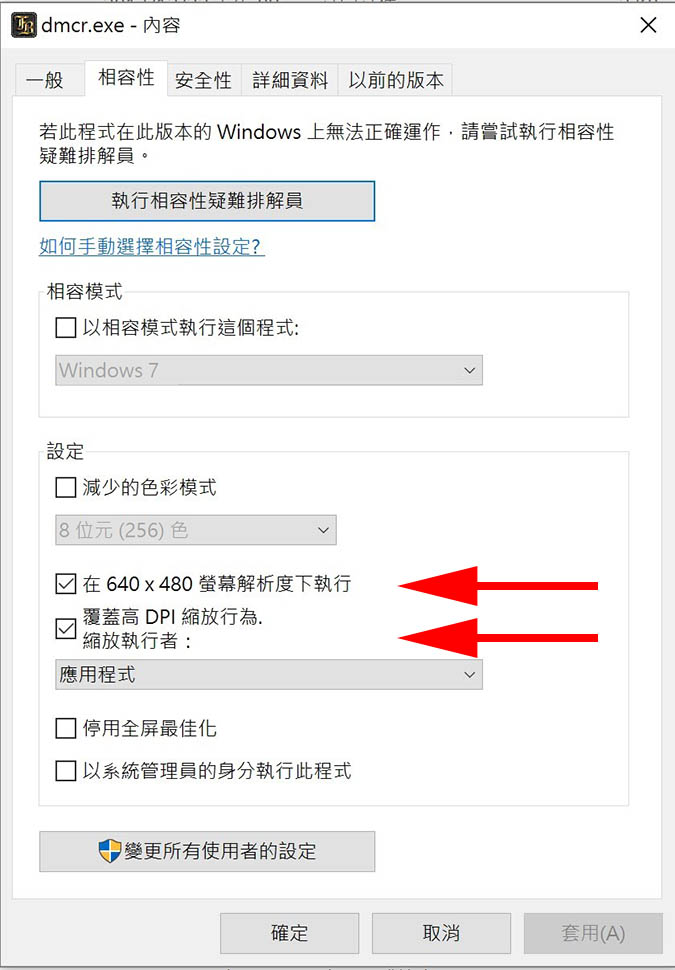 dmcr.exe - 內容
一般 相容性 安全性 詳細資料 以前的版本
若此程式在此版本的 Windows 上無法正確運作，請嘗試執行相容性
疑難排解員。
執行相容性疑難排解員
如何手動選擇相容性設定?
相容模式
以相容模式執行這個程式:
Windows 7
設定
減少的色彩模式
8 位元 (256) 色
在 640 x 480 螢幕解析度下執行
覆蓋高 DPI 縮放行為.
縮放執行者：
應用程式
停用全屏最佳化
以系統管理員的身分執行此程式
變更所有使用者的設定
確定 取消 套用(A)